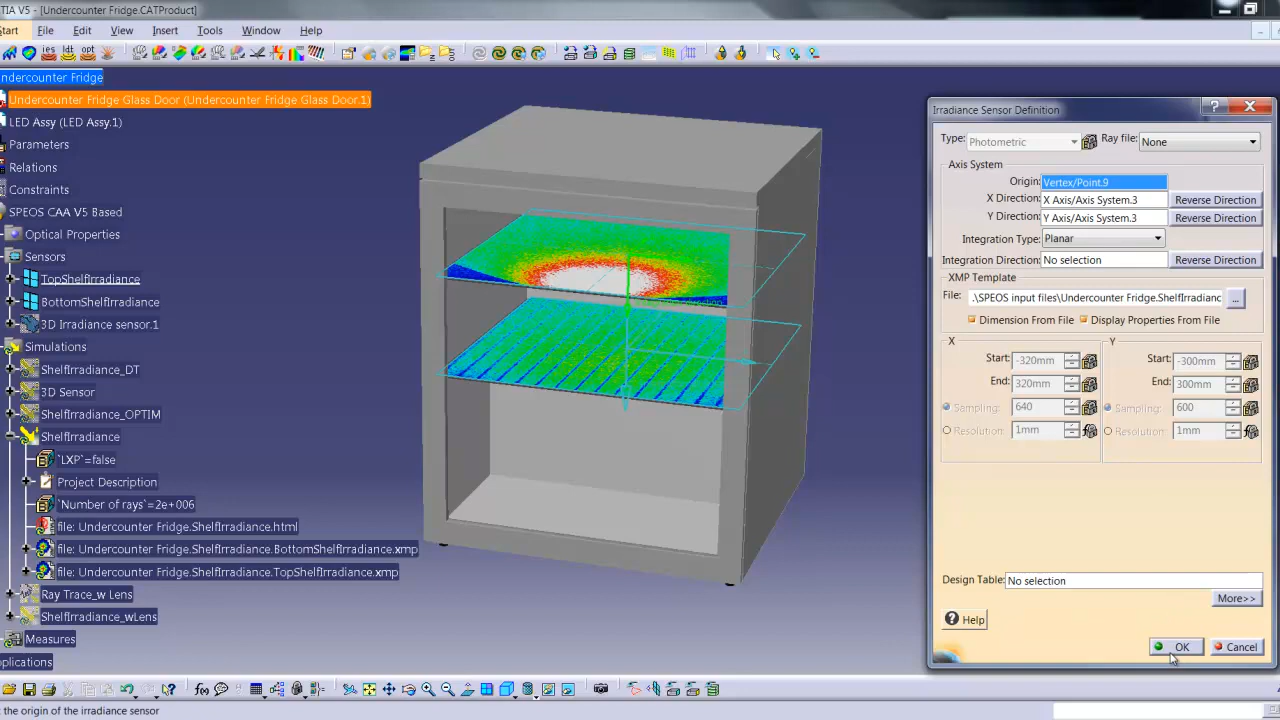 TIA V5 - [Undercounter Fridge.CATProduct]
Start File Edit View Insert Tools Window Help
ies ldt opt
ndercounter Fridge
Undercounter Fridge Glass Door (Undercounter Fridge Glass Door.1)
LED Assy (LED Assy.1)
Parameters
Relations
Constraints
SPEOS CAA V5 Based
Optical Properties
Sensors
TopShelfIrradiance
BottomShelfIrradiance
3D Irradiance sensor.1
Simulations
ShelfIrradiance_DT
3D Sensor
ShelfIrradiance_OPTIM
ShelfIrradiance
`LXP`=false
Project Description
`Number of rays`=2e+006
file: Undercounter Fridge.ShelfIrradiance.html
file: Undercounter Fridge.ShelfIrradiance.BottomShelfIrradiance.xmp
file: Undercounter Fridge.ShelfIrradiance.TopShelfIrradiance.xmp
Ray Trace_w Lens
ShelfIrradiance_wLens
Measures
pplications
Irradiance Sensor Definition
Type: Photometric Ray file: None
Axis System
Origin: Vertex/Point.9
X Direction: X Axis/Axis System.3 Reverse Direction
Y Direction: Y Axis/Axis System.3 Reverse Direction
Integration Type: Planar
Integration Direction: No selection Reverse Direction
XMP Template
File: .\SPEOS input files\Undercounter Fridge.ShelfIrradianc ...
Dimension From File Display Properties From File
X Y
Start: -320mm Start: -300mm
End: 320mm End: 300mm
Sampling: 640 Sampling: 600
Resolution: 1mm Resolution: 1mm
Design Table: No selection
More>>
Help
OK Cancel
f(x)
t the origin of the irradiance sensor